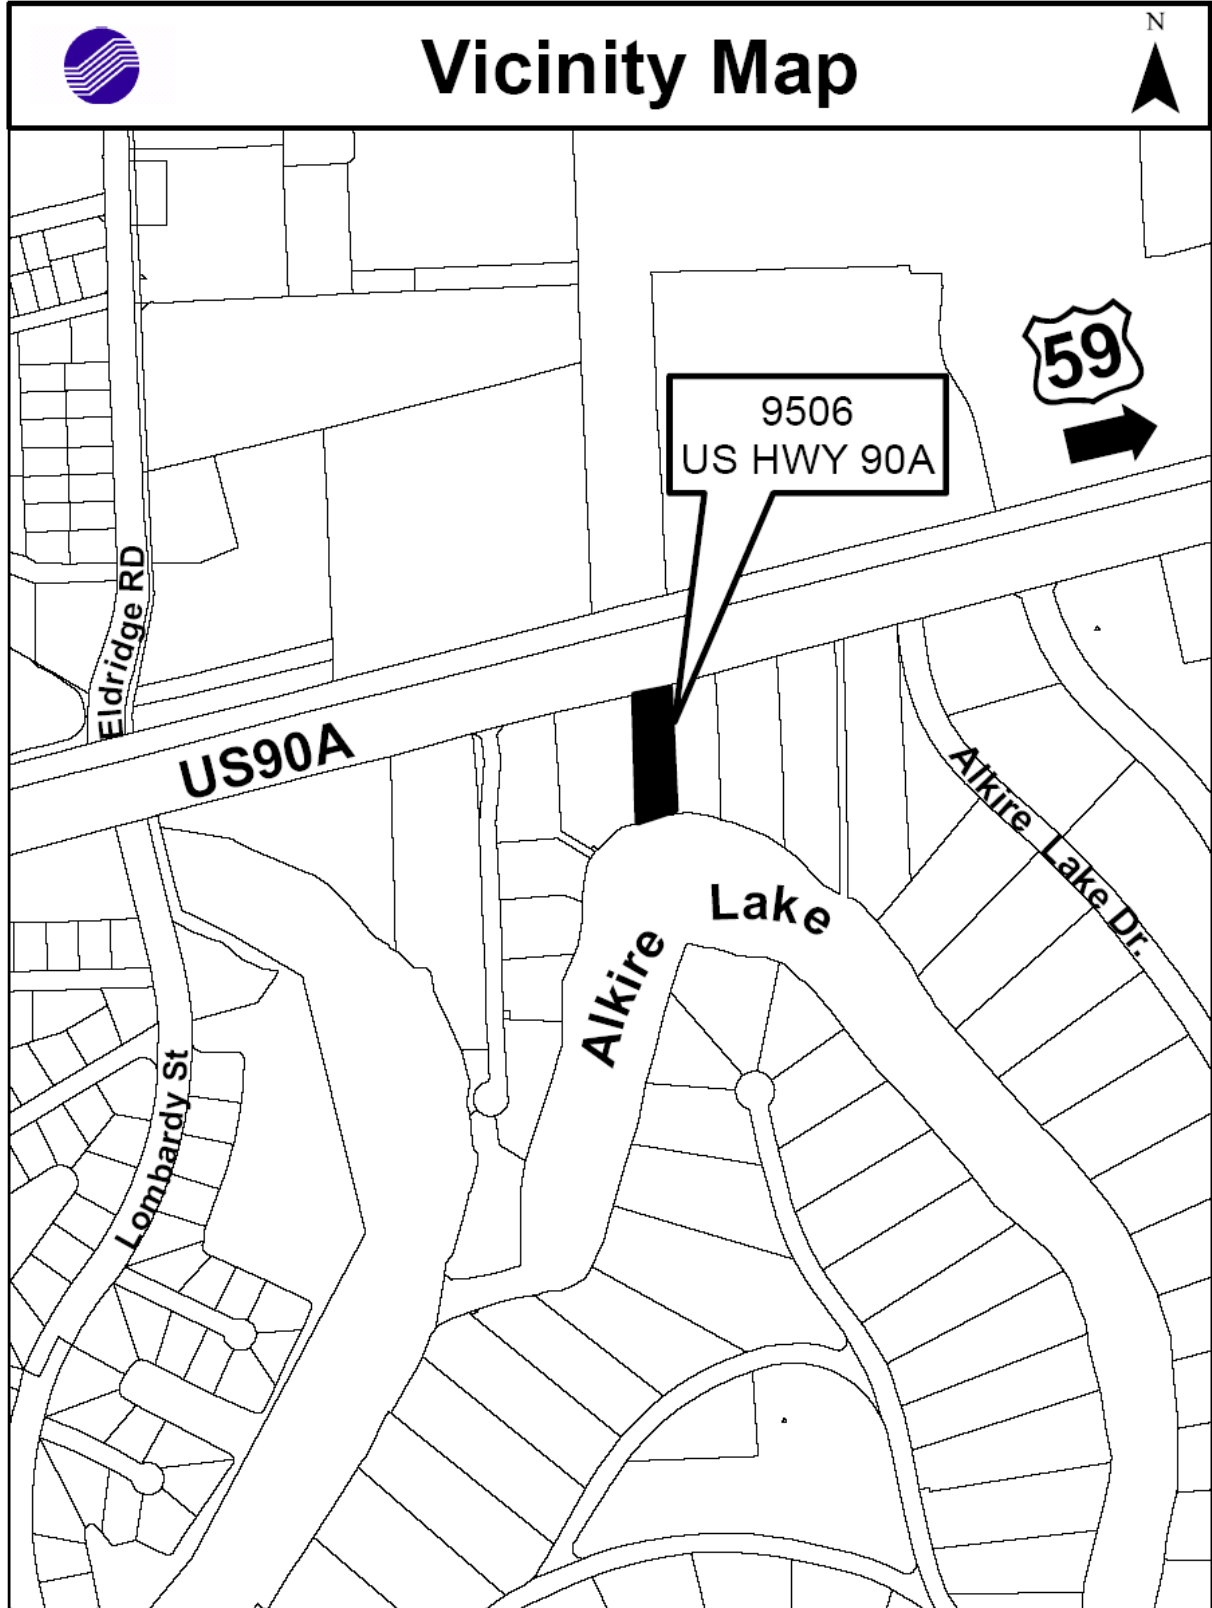 Vicinity Map
N
59
9506
US HWY 90A
Eldridge RD
US90A
Alkire Lake Dr.
Alkire Lake
Lombardy St